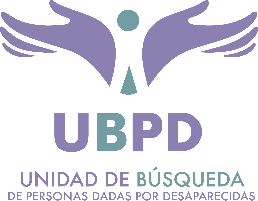 UBPD
UNIDAD DE BÚSQUEDA
DE PERSONAS DADAS POR DESAPARECIDAS